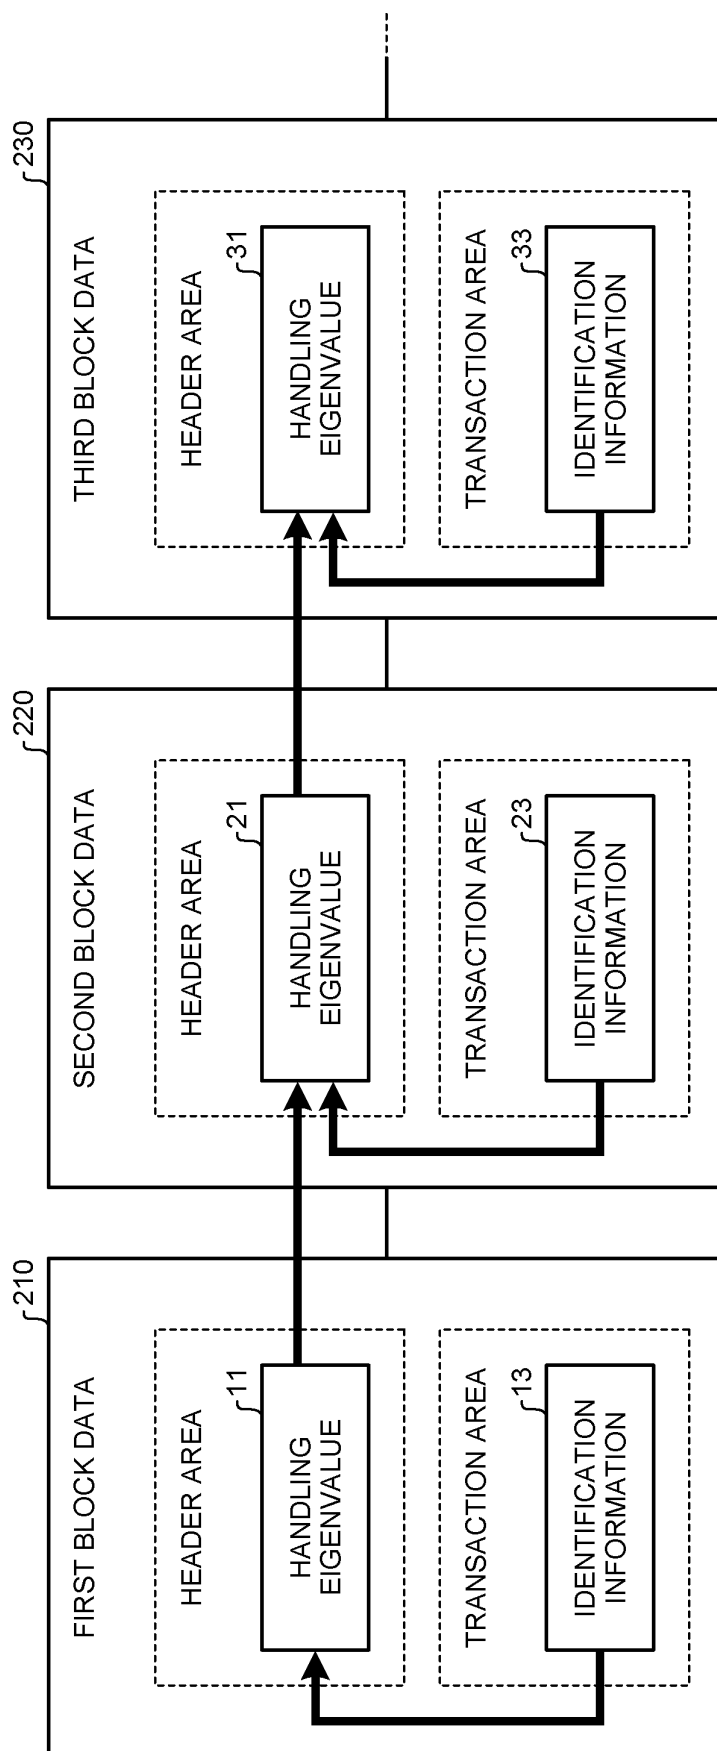 210
FIRST BLOCK DATA
HEADER AREA
11
HANDLING
EIGENVALUE
TRANSACTION AREA
13
IDENTIFICATION
INFORMATION
220
SECOND BLOCK DATA
HEADER AREA
21
HANDLING
EIGENVALUE
TRANSACTION AREA
23
IDENTIFICATION
INFORMATION
230
THIRD BLOCK DATA
HEADER AREA
31
HANDLING
EIGENVALUE
TRANSACTION AREA
33
IDENTIFICATION
INFORMATION